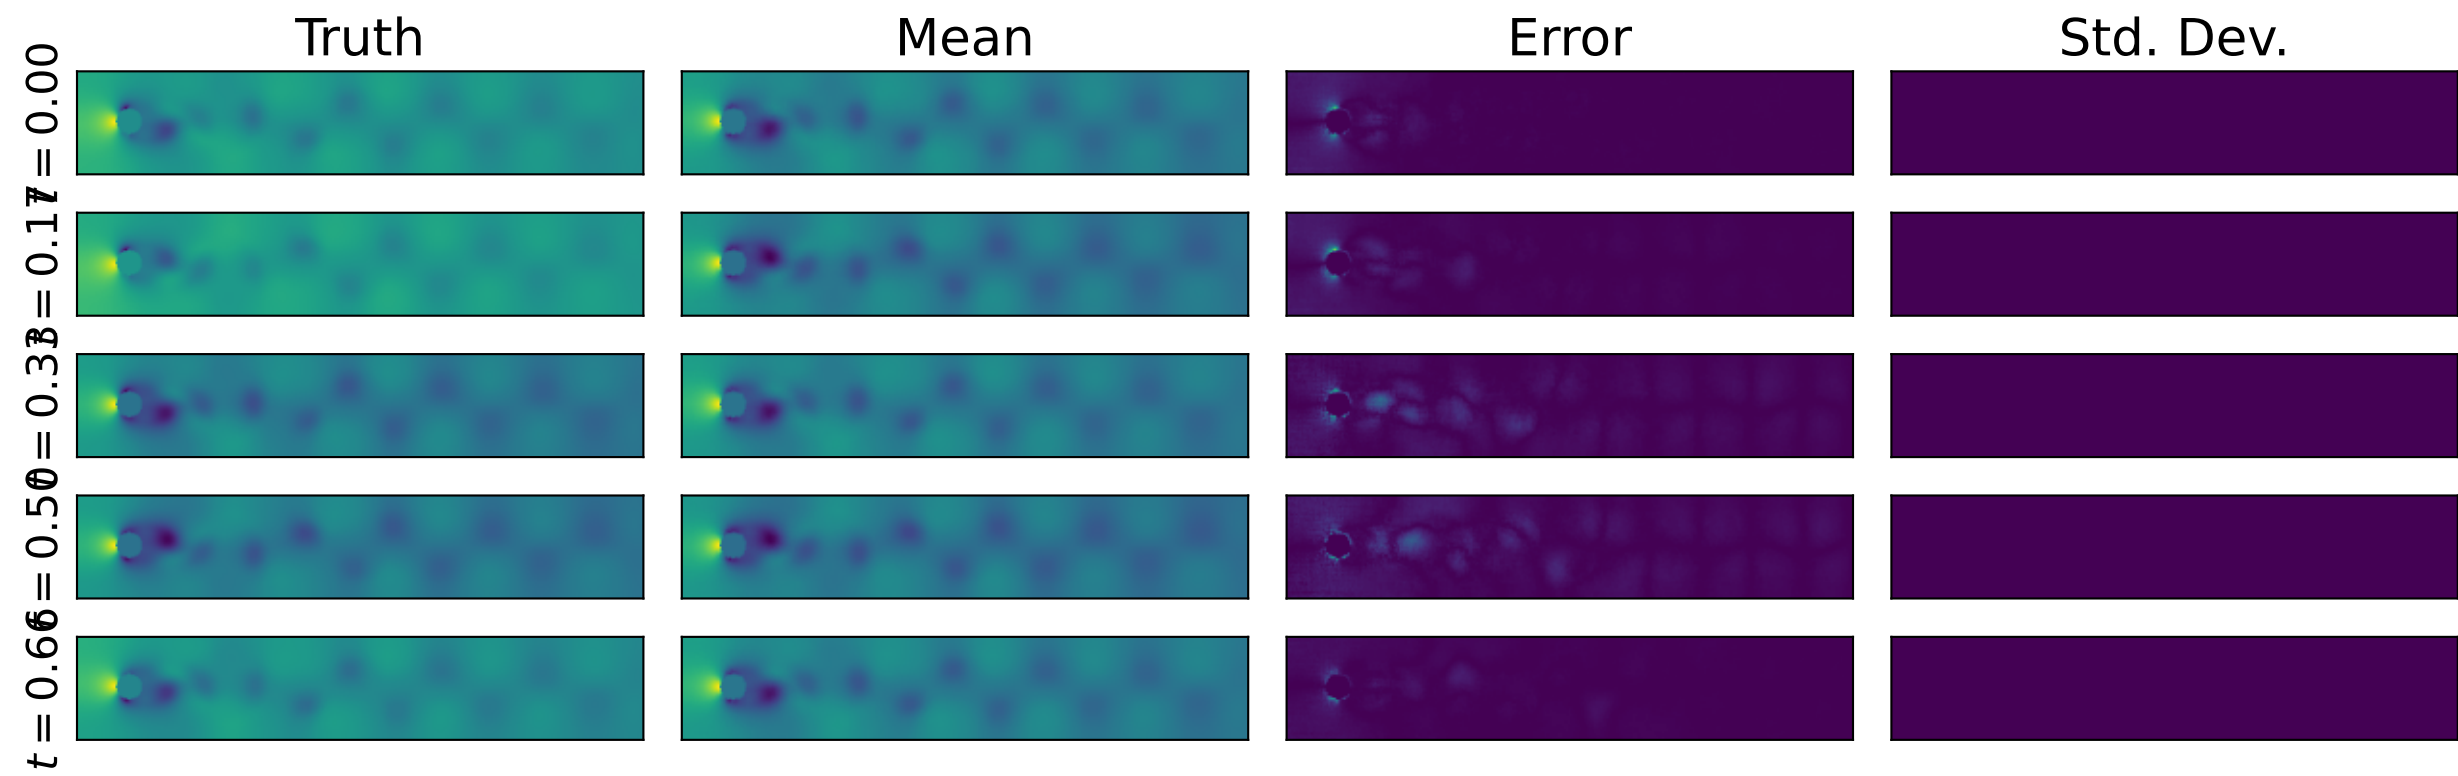 Truth Mean Error Std. Dev.
t = 0.00
t = 0.17
t = 0.33
t = 0.50
t = 0.66